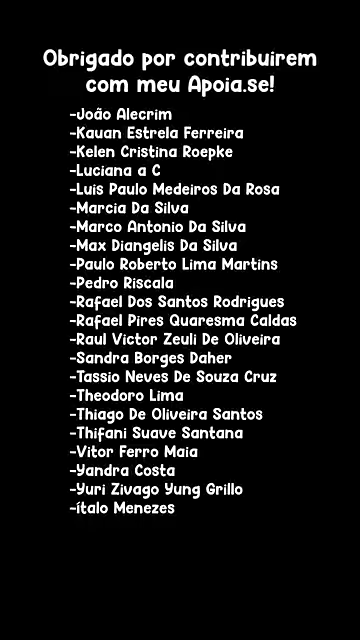 Obrigado por contribuirem
com meu Apoia.se!
-João Alecrim
-Kauan Estrela Ferreira
-Kelen Cristina Roepke
-Luciana a C
-Luis Paulo Medeiros Da Rosa
-Marcia Da Silva
-Marco Antonio Da Silva
-Max Diangelis Da Silva
-Paulo Roberto Lima Martins
-Pedro Riscala
-Rafael Dos Santos Rodrigues
-Rafael Pires Quaresma Caldas
-Raul Victor Zeuli De Oliveira
-Sandra Borges Daher
-Tassio Neves De Souza Cruz
-Theodoro Lima
-Thiago De Oliveira Santos
-Thifani Suave Santana
-Vitor Ferro Maia
-Yandra Costa
-Yuri Zivago Yung Grillo
-ítalo Menezes